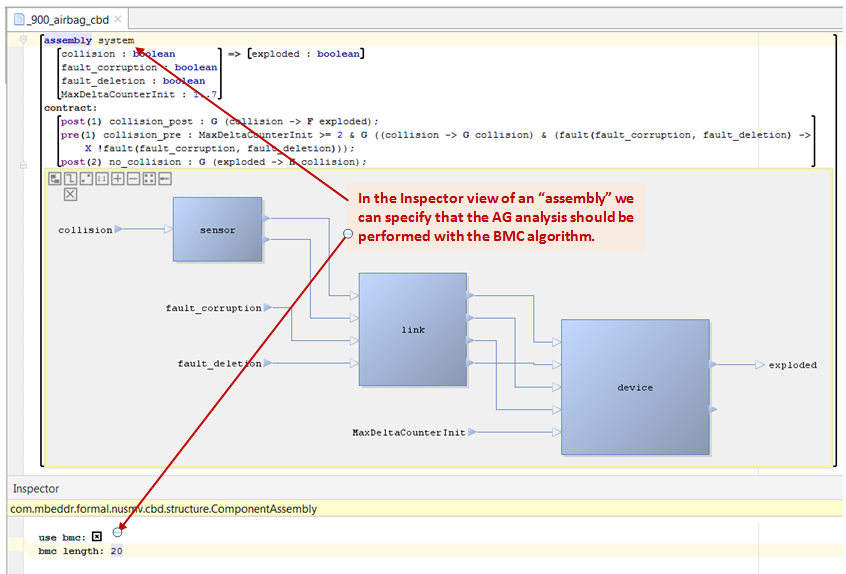 _900_airbag_cbd
assembly system
collision : boolean => exploded : boolean
fault_corruption : boolean
fault_deletion : boolean
MaxDeltaCounterInit : 1..7
contract:
post(1) collision_post : G (collision -> F exploded);
pre(1) collision_pre : MaxDeltaCounterInit >= 2 & G ((collision -> G collision) & (fault(fault_corruption, fault_deletion) ->
X !fault(fault_corruption, fault_deletion)));
post(2) no_collision : G (exploded -> H collision);
1:1
In the Inspector view of an “assembly” we
can specify that the AG analysis should be
performed with the BMC algorithm.
collision
sensor
fault_corruption
link
fault_deletion
exploded
device
MaxDeltaCounterInit
Inspector
com.mbeddr.formal.nusmv.cbd.structure.ComponentAssembly
use bmc:
bmc length: 20